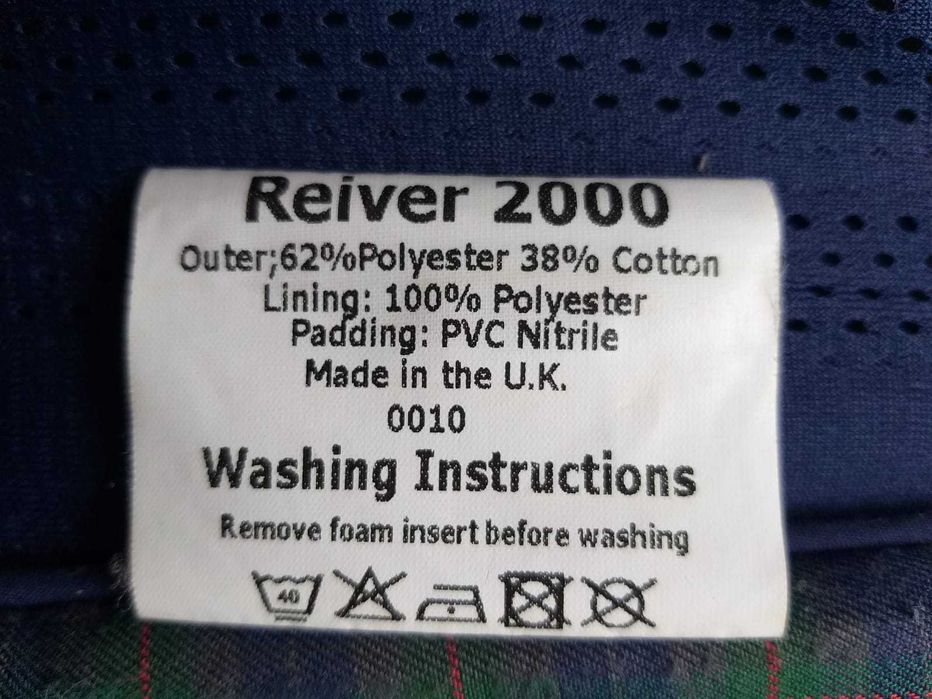 Reiver 2000
Outer;62%Polyester 38% Cotton
Lining: 100% Polyester
Padding: PVC Nitrile
Made in the U.K.
0010
Washing Instructions
Remove foam insert before washing
40